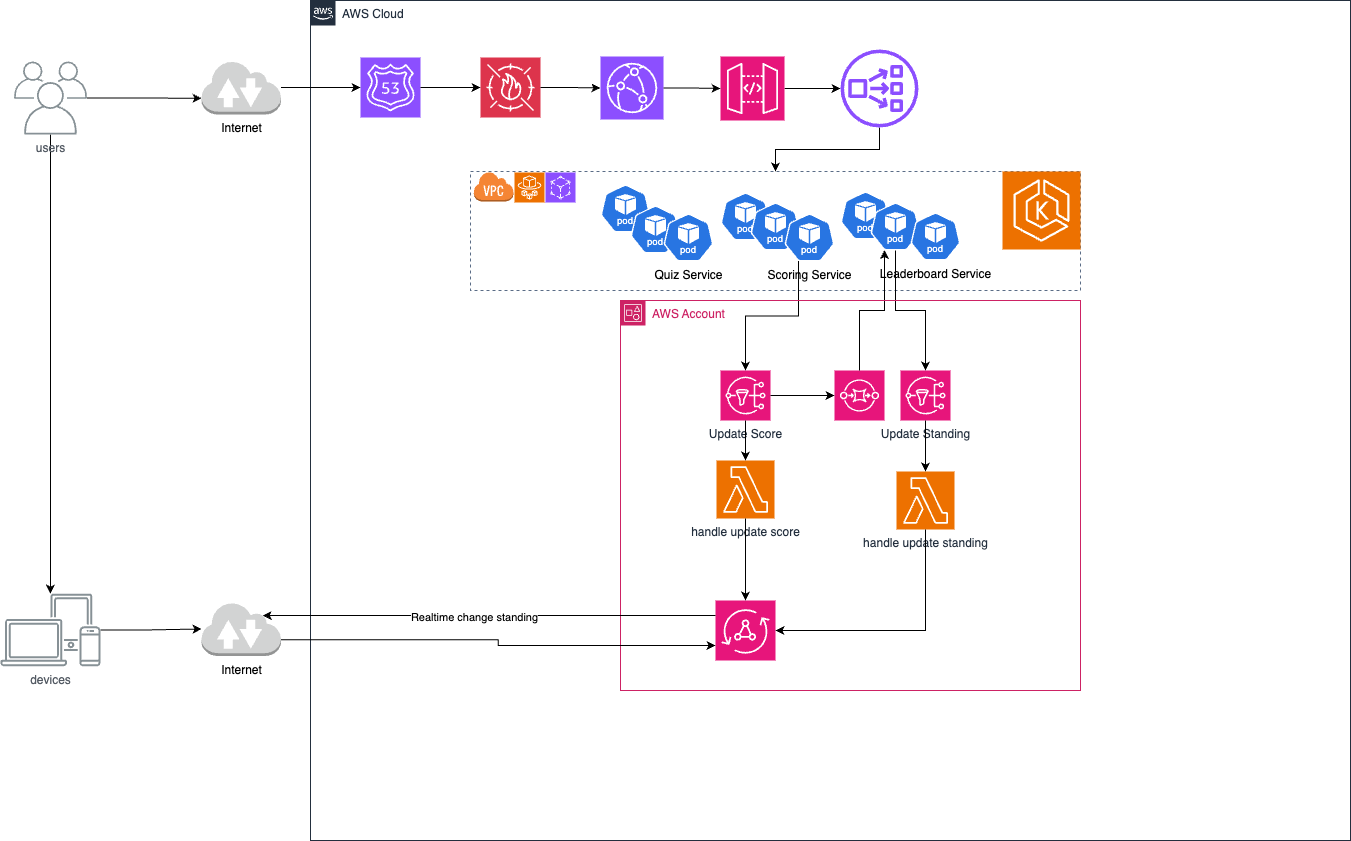 aws
AWS Cloud
users
Internet
53
</>
VPC
pod
pod
pod
pod
pod
pod
pod
pod
pod
K
Quiz Service
Scoring Service
Leaderboard Service
AWS Account
Update Score
Update Standing
handle update score
handle update standing
Realtime change standing
devices
Internet